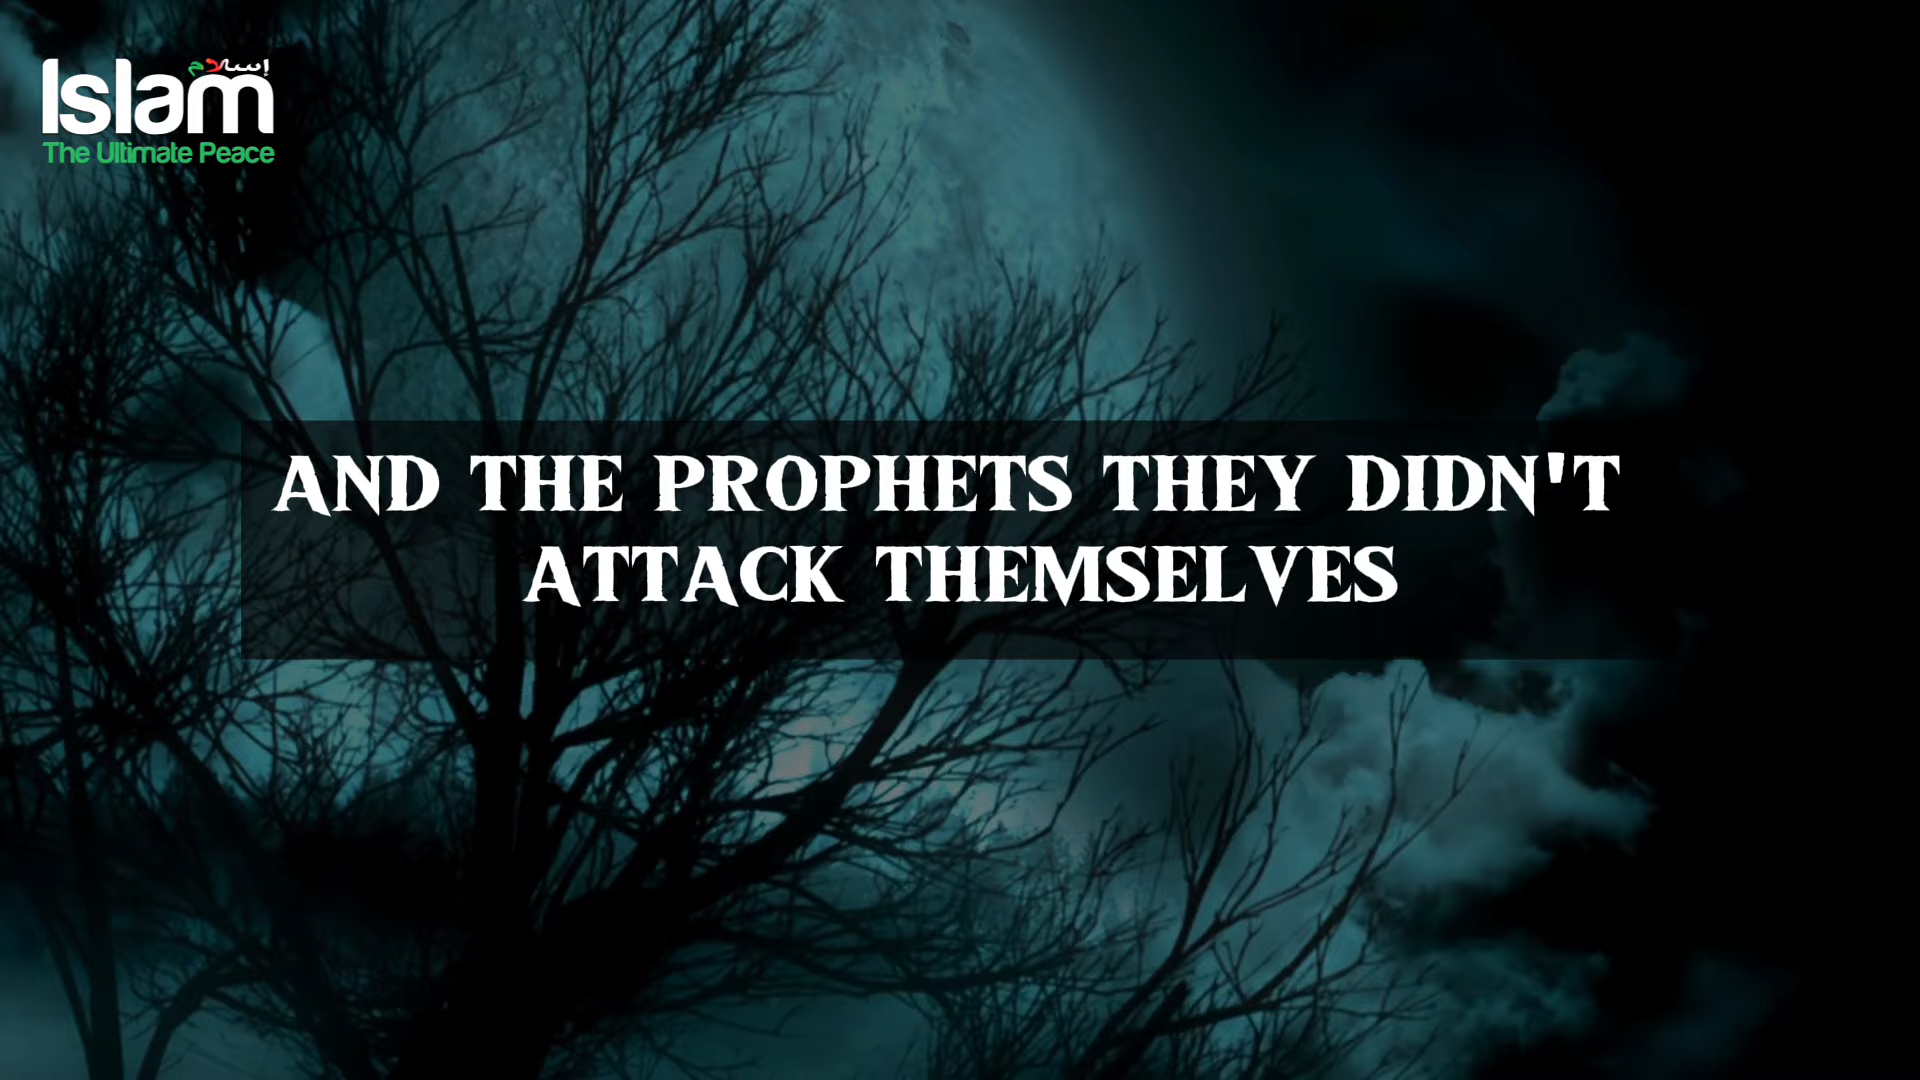 إسلام
Islam
The Ultimate Peace
AND THE PROPHETS THEY DIDN'T
ATTACK THEMSELVES